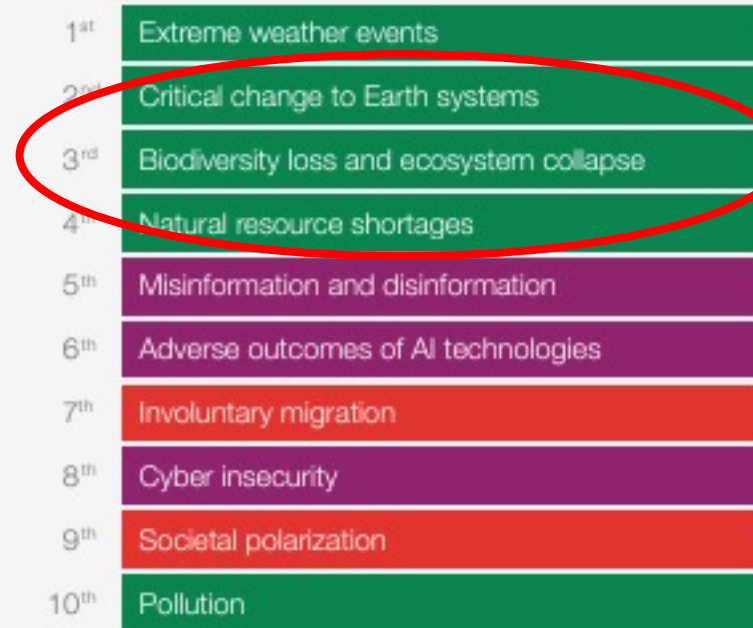 1st Extreme weather events
2nd Critical change to Earth systems
3rd Biodiversity loss and ecosystem collapse
4th Natural resource shortages
5th Misinformation and disinformation
6th Adverse outcomes of AI technologies
7th Involuntary migration
8th Cyber insecurity
9th Societal polarization
10th Pollution